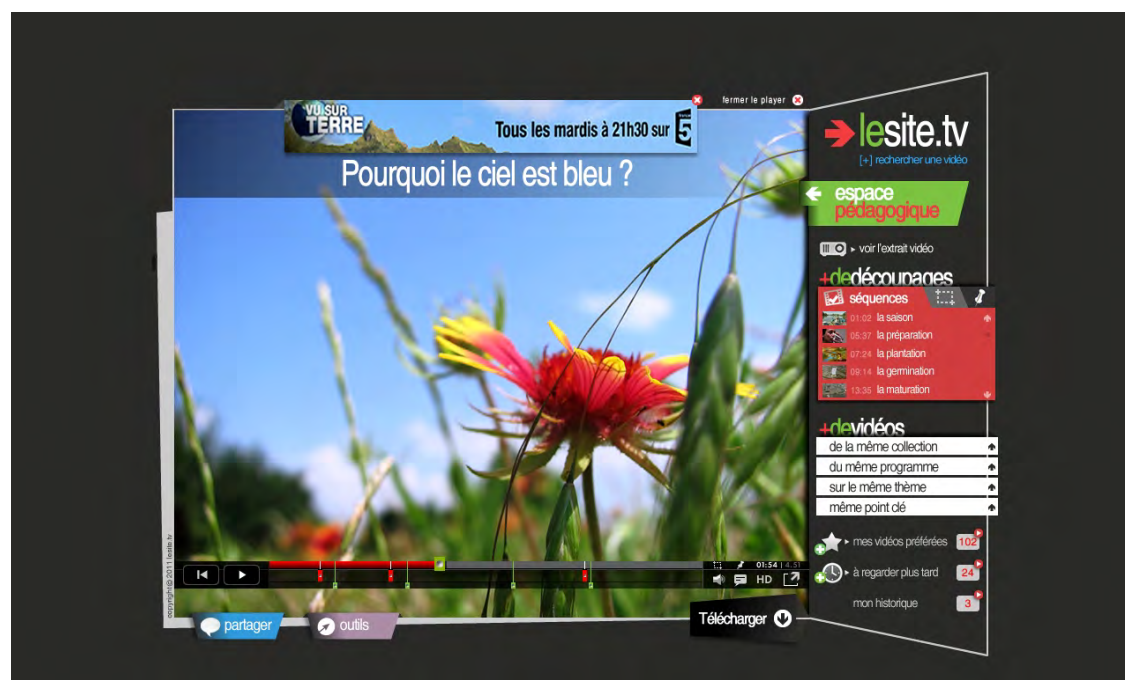 fermer le player
VU SUR
TERRE
Tous les mardis à 21h30 sur
5
Pourquoi le ciel est bleu ?
lesite.tv
[+] rechercher une vidéo
espace
pédagogique
voir l'extrait vidéo
+dedécoupages
séquences
01:02 la saison
05:37 la préparation
07:24 la plantation
09:14 la germination
13:35 la maturation
+devidéos
de la même collection
du même programme
sur le même thème
même point clé
mes vidéos préférées 102
à regarder plus tard 24
mon historique 3
01:54 | 4.51
HD
copyright © 2011 lesite.tv
partager
outils
Télécharger